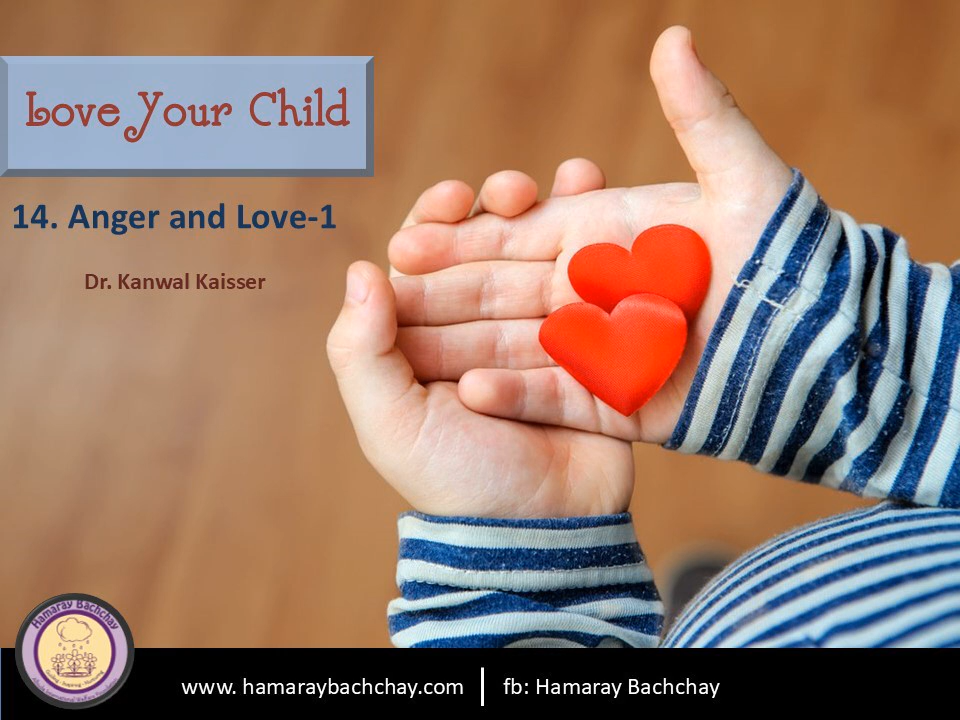 Love Your Child
14. Anger and Love-1
Dr. Kanwal Kaisser
Hamaray Bachchay
www. hamaraybachchay.com
fb: Hamaray Bachchay